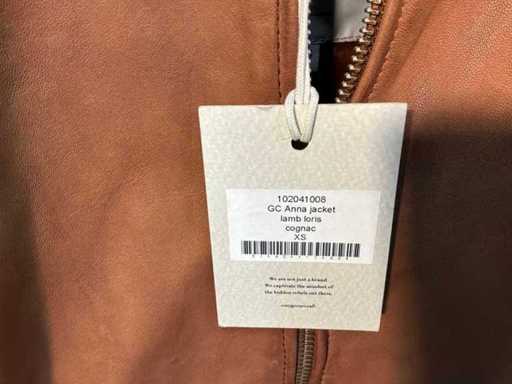 102041008
GC Anna jacket
lamb loris
cognac
XS
We are not just a brand.
We captivate the mindset of
the hidden rebels out there.